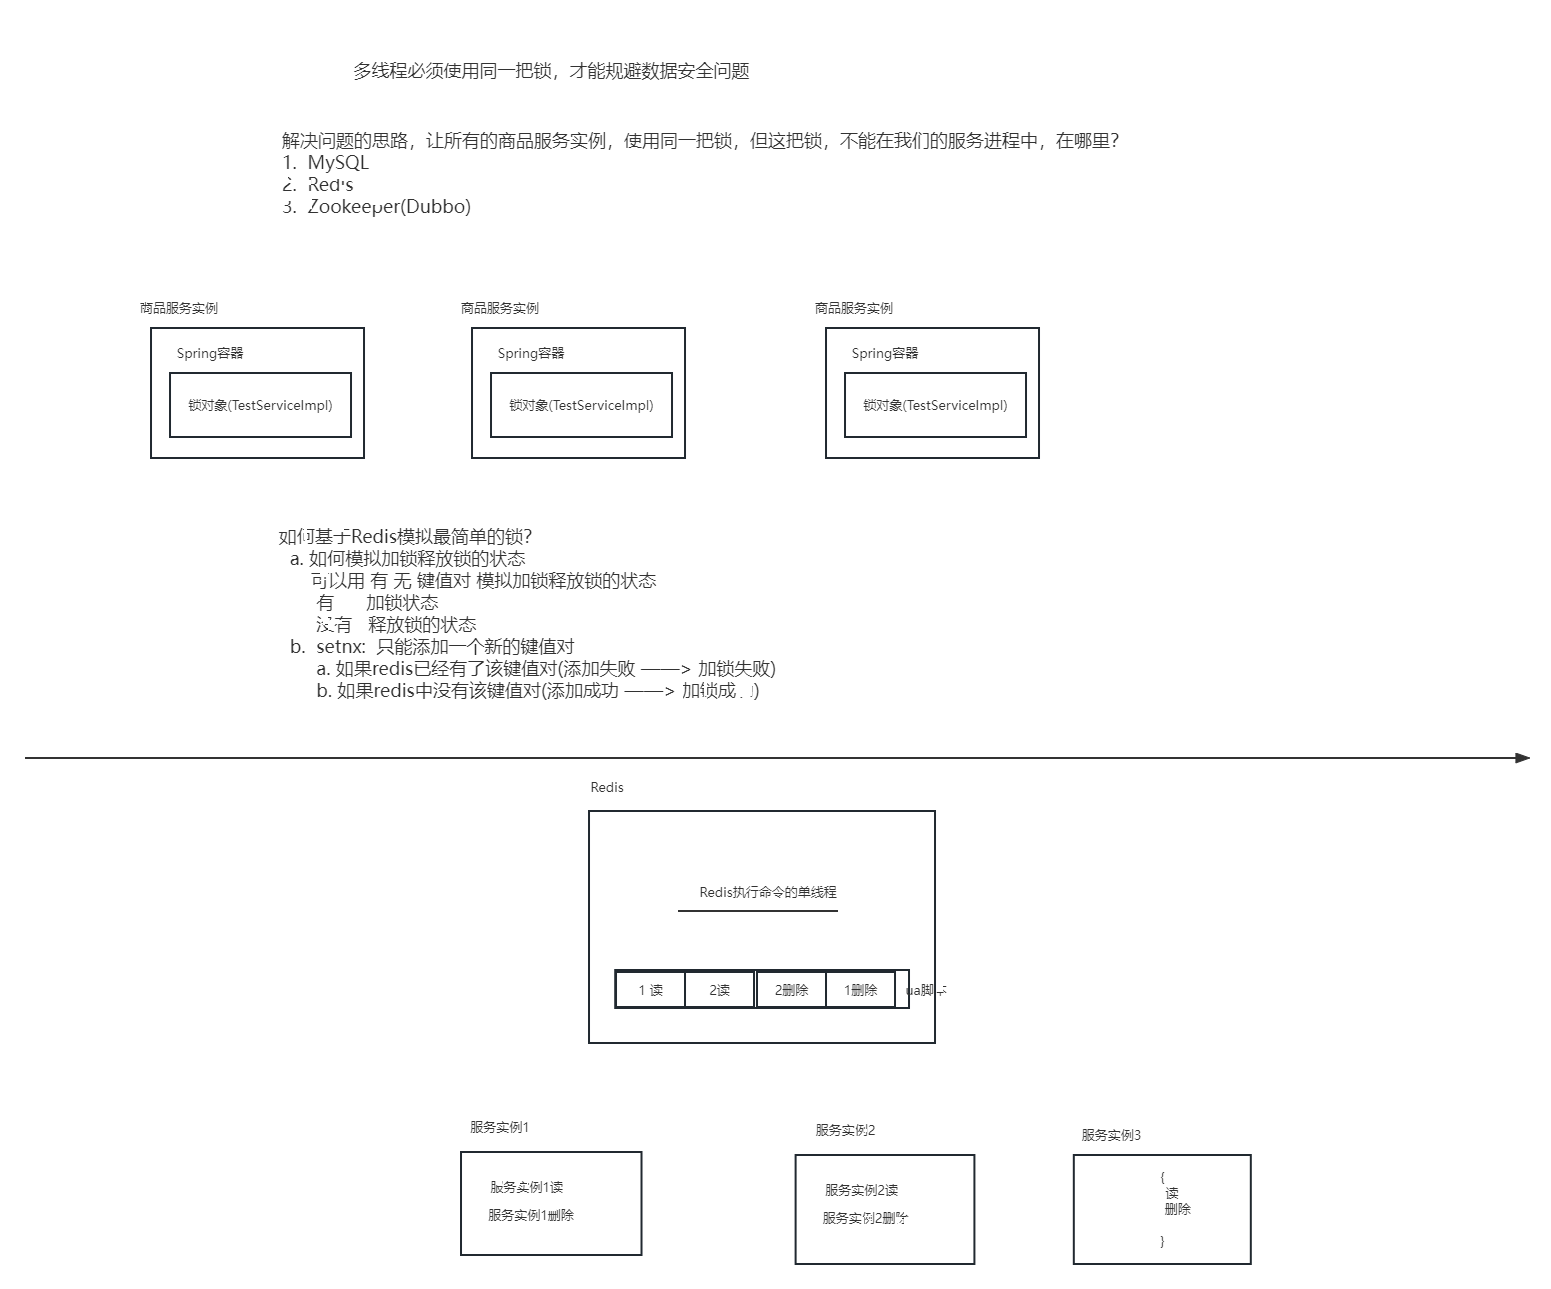 多线程必须使用同一把锁，才能规避数据安全问题
解决问题的思路，让所有的商品服务实例，使用同一把锁，但这把锁，不能在我们的服务进程中，在哪里？
1. MySQL
2. Redis
3. Zookeeper(Dubbo)
商品服务实例
商品服务实例
商品服务实例
Spring容器
Spring容器
Spring容器
锁对象(TestServiceImpl)
锁对象(TestServiceImpl)
锁对象(TestServiceImpl)
如何基于Redis模拟最简单的锁？
a. 如何模拟加锁释放锁的状态
可以用 有 无 键值对 模拟加锁释放锁的状态
有 加锁状态
没有 释放锁的状态
b. setnx: 只能添加一个新的键值对
a. 如果redis已经有了该键值对(添加失败 ——> 加锁失败)
b. 如果redis中没有该键值对(添加成功 ——> 加锁成)
Redis
Redis执行命令的单线程
1 读
2读
2删除
1删除
ua脚
服务实例1
服务实例2
服务实例3
服务实例1读
服务实例1删除
服务实例2读
服务实例2删除
{
读
删除
}